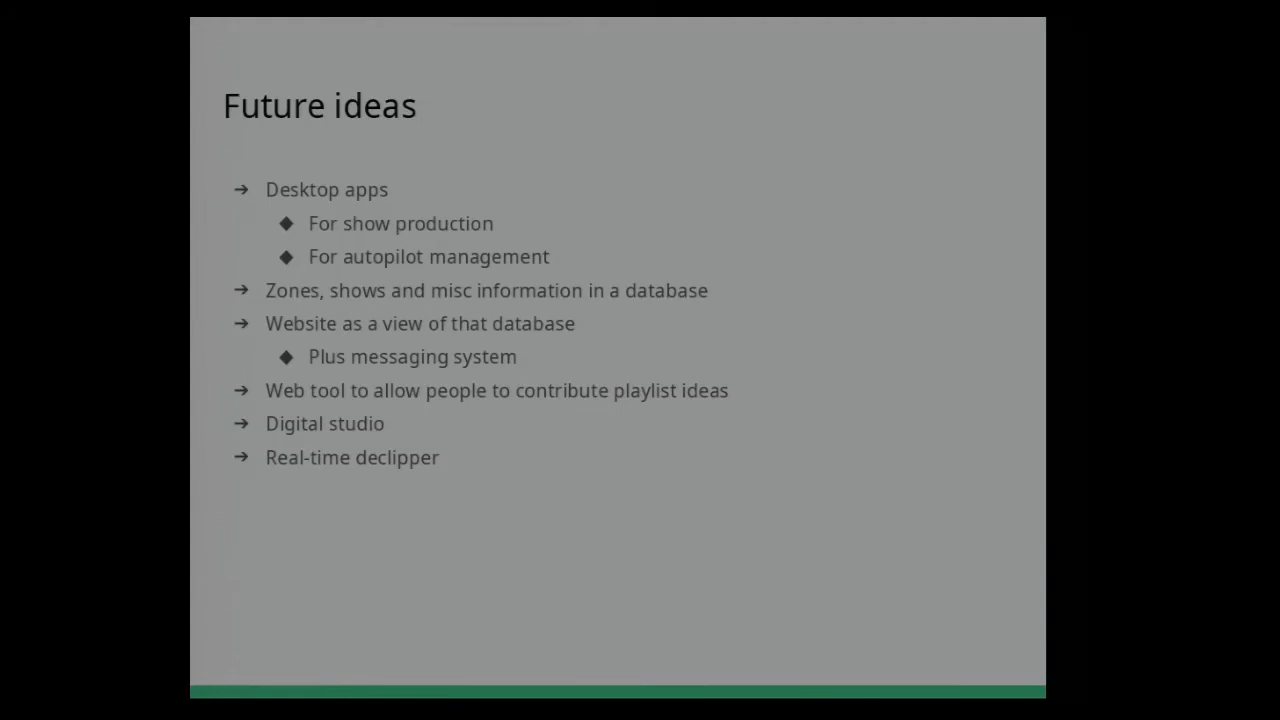 Future ideas
➔ Desktop apps
◆ For show production
◆ For autopilot management
➔ Zones, shows and misc information in a database
➔ Website as a view of that database
◆ Plus messaging system
➔ Web tool to allow people to contribute playlist ideas
➔ Digital studio
➔ Real-time declipper